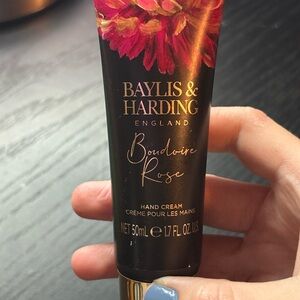 BAYLIS &
HARDING
ENGLAND
Boudoire
Rose
HAND CREAM
CRÈME POUR LES MAINS
NET 50mL ℮ 1.7 FL. OZ. U.S.